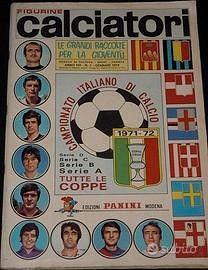 FIGURINE
calciatori
LE GRANDI RACCOLTE
PER LA GIOVENTÙ
CAMPIONATO ITALIANO DI CALCIO
1971-72
Serie D
Serie C
Serie B
Serie A
TUTTE LE
COPPE
EDIZIONI PANINI MODENA